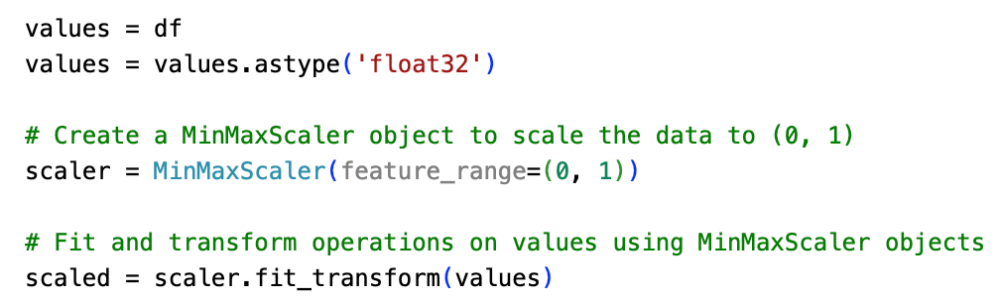 values = df
values = values.astype('float32')
# Create a MinMaxScaler object to scale the data to (0, 1)
scaler = MinMaxScaler(feature_range=(0, 1))
# Fit and transform operations on values using MinMaxScaler objects
scaled = scaler.fit_transform(values)